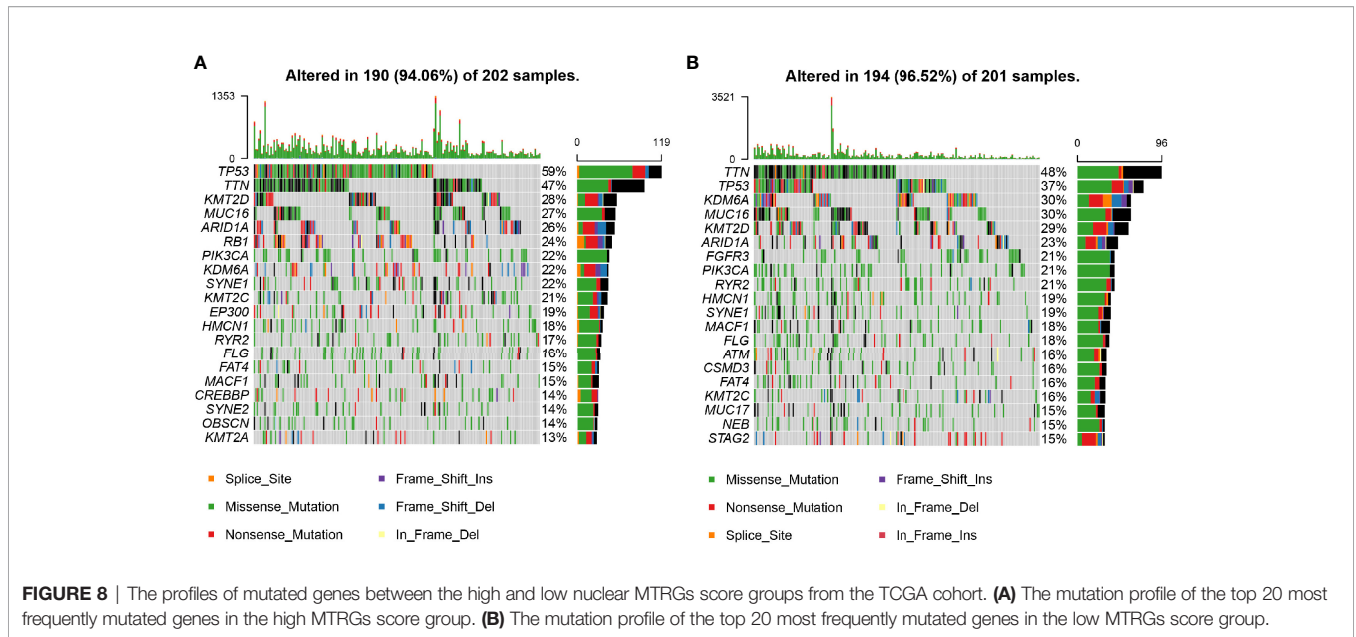 A
Altered in 190 (94.06%) of 202 samples.
1353
0
0 119
TP53 59%
TTN 47%
KMT2D 28%
MUC16 27%
ARID1A 26%
RB1 24%
PIK3CA 22%
KDM6A 22%
SYNE1 22%
KMT2C 21%
EP300 19%
HMCN1 18%
RYR2 17%
FLG 16%
FAT4 15%
MACF1 15%
CREBBP 14%
SYNE2 14%
OBSCN 14%
KMT2A 13%
Splice_Site Frame_Shift_Ins
Missense_Mutation Frame_Shift_Del
Nonsense_Mutation In_Frame_Del
B
Altered in 194 (96.52%) of 201 samples.
3521
0
0 96
TTN 48%
TP53 37%
KDM6A 30%
MUC16 30%
KMT2D 29%
ARID1A 23%
FGFR3 21%
PIK3CA 21%
RYR2 21%
HMCN1 19%
SYNE1 19%
MACF1 18%
FLG 18%
ATM 16%
CSMD3 16%
FAT4 16%
KMT2C 16%
MUC17 15%
NEB 15%
STAG2 15%
Missense_Mutation Frame_Shift_Ins
Nonsense_Mutation In_Frame_Del
Splice_Site In_Frame_Ins
FIGURE 8 | The profiles of mutated genes between the high and low nuclear MTRGs score groups from the TCGA cohort. (A) The mutation profile of the top 20 most
frequently mutated genes in the high MTRGs score group. (B) The mutation profile of the top 20 most frequently mutated genes in the low MTRGs score group.